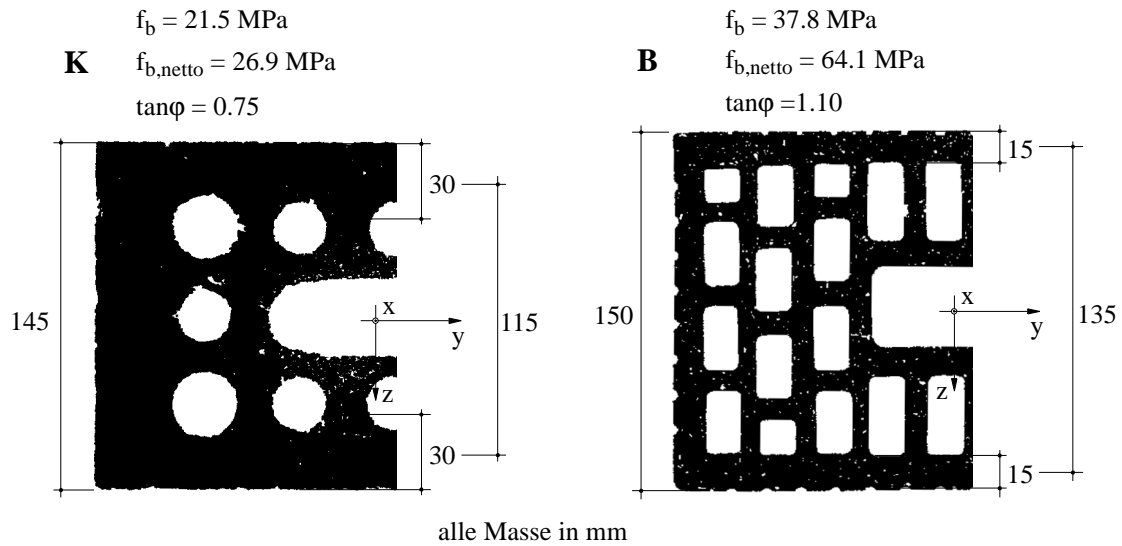 f_b = 21.5 MPa
K f_b,netto = 26.9 MPa
tanφ = 0.75
30
145
x
y
z
115
30
f_b = 37.8 MPa
B f_b,netto = 64.1 MPa
tanφ =1.10
15
150
x
y
z
135
15
alle Masse in mm